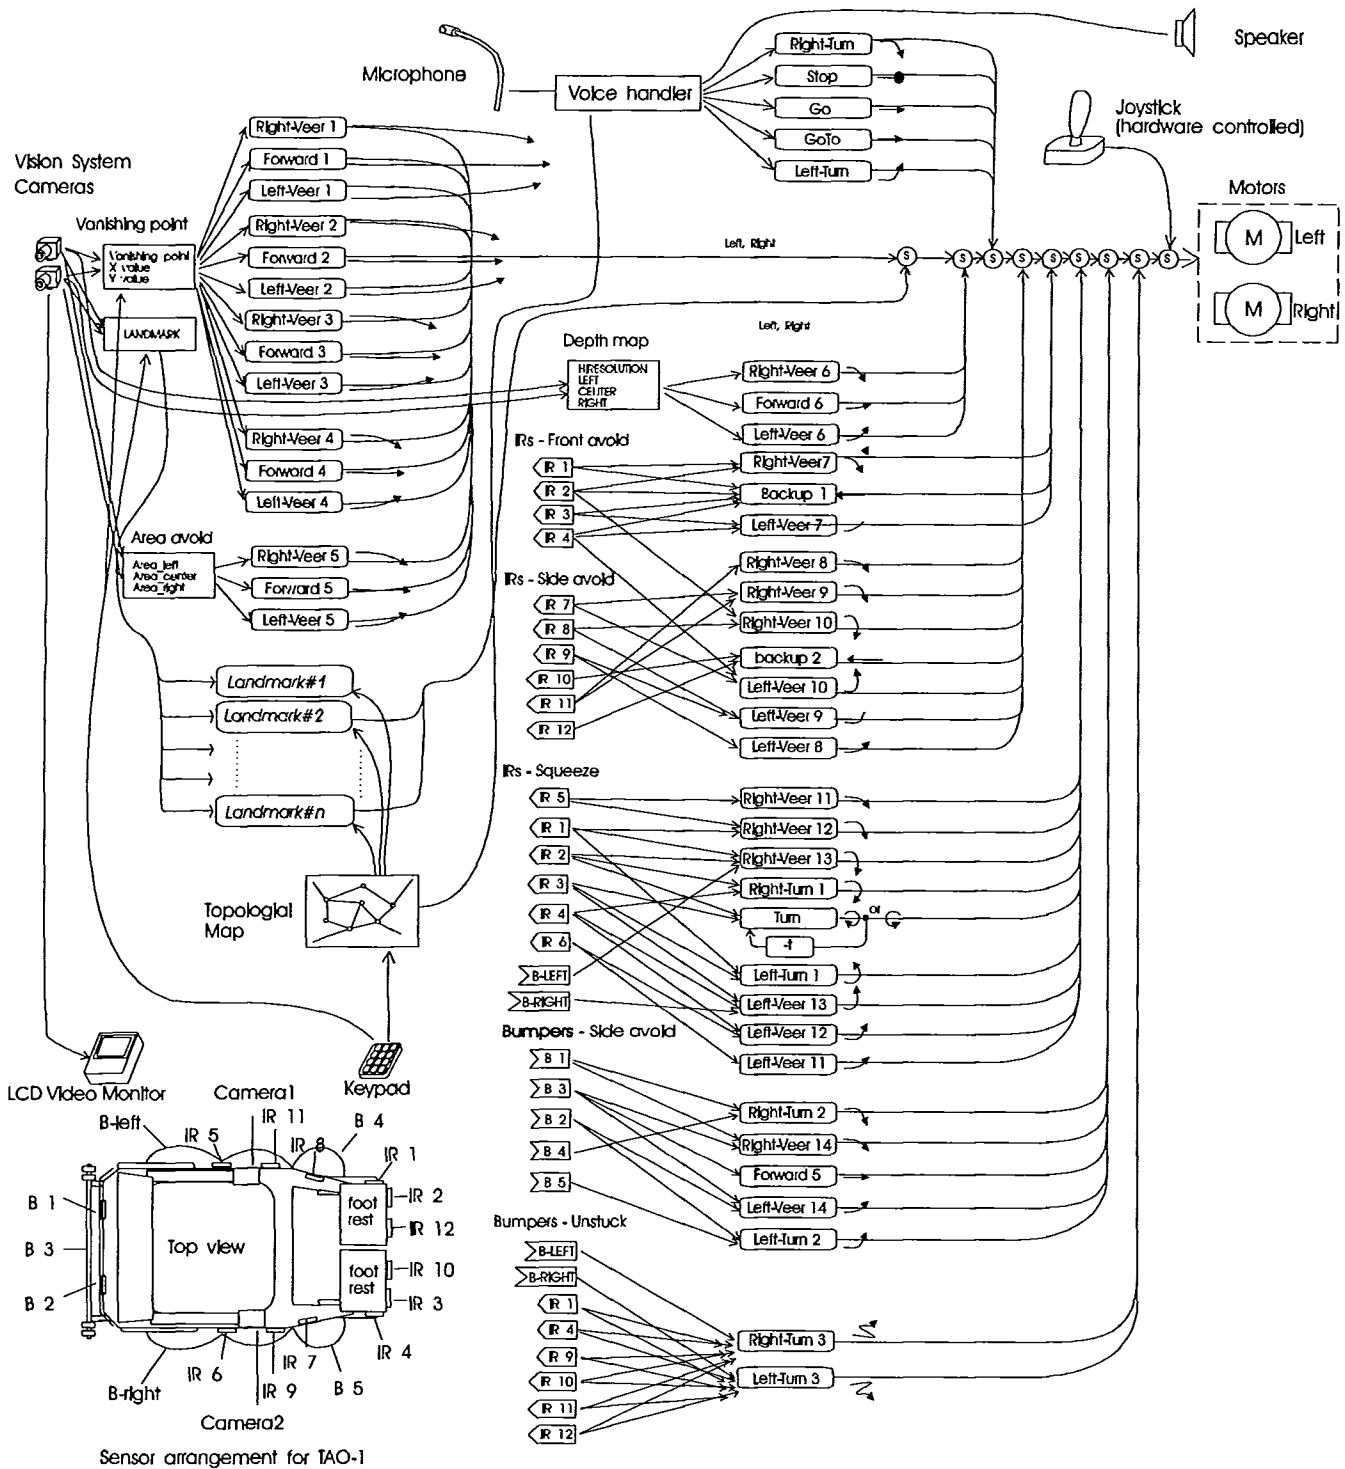 Microphone
Voice handler
Right-Turn
Stop
Go
GoTo
Left-Turn
Speaker
Joystick
(hardware controlled)
Motors
M
Left
M
Right
Vision System
Cameras
Vanishing point
Vanishing point
X value
Y value
LANDMARK
Right-Veer 1
Forward 1
Left-Veer 1
Right-Veer 2
Forward 2
Left-Veer 2
Right-Veer 3
Forward 3
Left-Veer 3
Right-Veer 4
Forward 4
Left-Veer 4
Left, Right
S
S
S
S
S
S
S
S
S
Left, Right
Area avoid
Area_left
Area_center
Area_right
Right-Veer 5
Forward 5
Left-Veer 5
Depth map
HIRESOLUTION
LEFT
CENTER
RIGHT
Right-Veer 6
Forward 6
Left-Veer 6
IRs - Front avoid
IR 1
IR 2
IR 3
IR 4
Right-Veer7
Backup 1
Left-Veer 7
IRs - Side avoid
IR 7
IR 8
IR 9
IR 10
IR 11
IR 12
Right-Veer 8
Right-Veer 9
Right-Veer 10
backup 2
Left-Veer 10
Left-Veer 9
Left-Veer 8
Landmark#1
Landmark#2
Landmark#n
Topologial
Map
IRs - Squeeze
IR 5
IR 1
IR 2
IR 3
IR 4
IR 6
B-LEFT
B-RIGHT
Right-Veer 11
Right-Veer 12
Right-Veer 13
Right-Turn 1
Turn
or
-t
Left-Turn 1
Left-Veer 13
Left-Veer 12
Left-Veer 11
Bumpers - Side avoid
B 1
B 3
B 2
B 4
B 5
Right-Turn 2
Right-Veer 14
Forward 5
Left-Veer 14
Left-Turn 2
Bumpers - Unstuck
B-LEFT
B-RIGHT
IR 1
IR 4
IR 9
IR 10
IR 11
IR 12
Right-Turn 3
Left-Turn 3
LCD Video Monitor
Keypad
Camera1
B-left
IR 5
IR 11
IR 8
B 4
IR 1
IR 2
IR 12
IR 10
IR 3
IR 4
B 1
B 3
B 2
Top view
foot
rest
foot
rest
B-right
IR 6
IR 9
IR 7
B 5
Camera2
Sensor arrangement for TAO-1